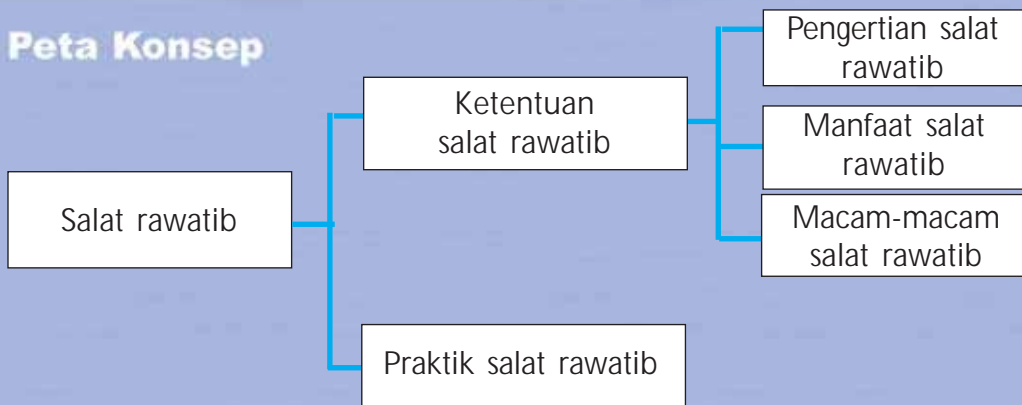 Peta Konsep
Salat rawatib
Ketentuan
salat rawatib
Pengertian salat
rawatib
Manfaat salat
rawatib
Macam-macam
salat rawatib
Praktik salat rawatib